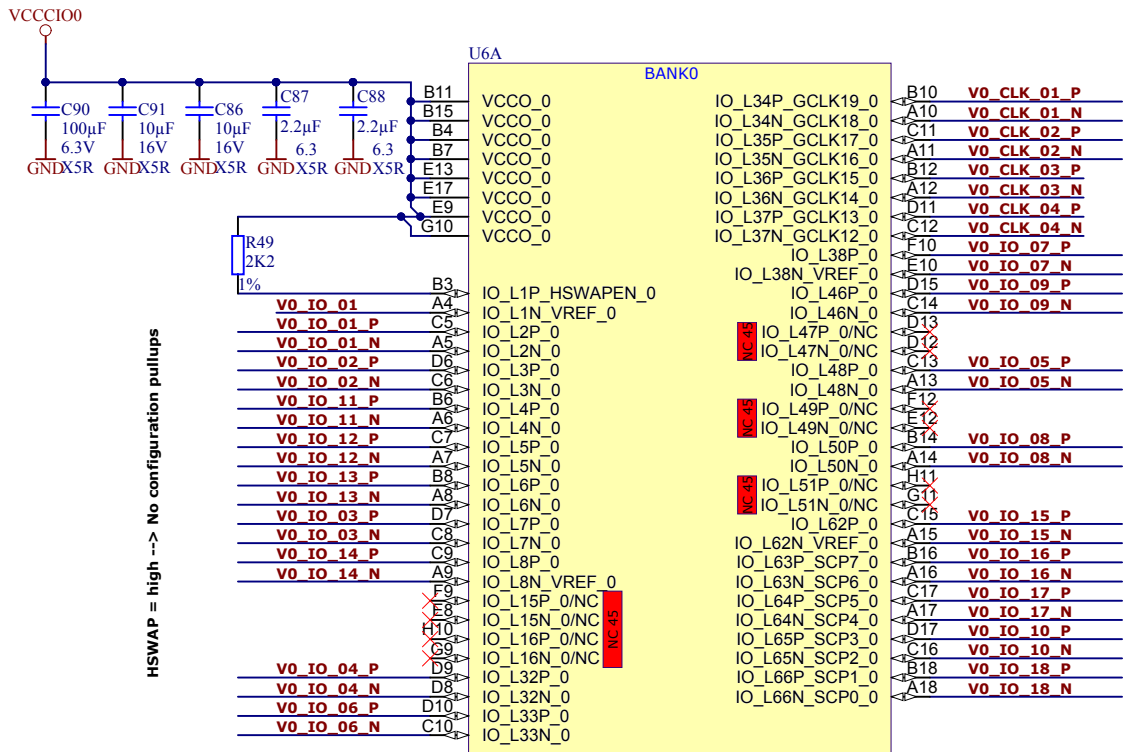 VCCCIO0
U6A
BANK0
C90
100µF
6.3V
X5R
GND
C91
10µF
16V
X5R
GND
C86
10µF
16V
X5R
GND
C87
2.2µF
6.3
X5R
GND
C88
2.2µF
6.3
X5R
GND
B11 VCCO_0
B15 VCCO_0
B4 VCCO_0
B7 VCCO_0
E13 VCCO_0
E17 VCCO_0
E9 VCCO_0
G10 VCCO_0
R49
2K2
1%
B3 IO_L1P_HSWAPEN_0
V0_IO_01 A4 IO_L1N_VREF_0
V0_IO_01_P C5 IO_L2P_0
V0_IO_01_N A5 IO_L2N_0
V0_IO_02_P D6 IO_L3P_0
V0_IO_02_N C6 IO_L3N_0
V0_IO_11_P B6 IO_L4P_0
V0_IO_11_N A6 IO_L4N_0
V0_IO_12_P C7 IO_L5P_0
V0_IO_12_N A7 IO_L5N_0
V0_IO_13_P B8 IO_L6P_0
V0_IO_13_N A8 IO_L6N_0
V0_IO_03_P D7 IO_L7P_0
V0_IO_03_N C8 IO_L7N_0
V0_IO_14_P C9 IO_L8P_0
V0_IO_14_N A9 IO_L8N_VREF_0
F9 IO_L15P_0/NC
E8 IO_L15N_0/NC
H10 IO_L16P_0/NC
G9 IO_L16N_0/NC
NC 45
V0_IO_04_P D9 IO_L32P_0
V0_IO_04_N D8 IO_L32N_0
V0_IO_06_P D10 IO_L33P_0
V0_IO_06_N C10 IO_L33N_0
HSWAP = high --> No configuration pullups
IO_L34P_GCLK19_0 B10 V0_CLK_01_P
IO_L34N_GCLK18_0 A10 V0_CLK_01_N
IO_L35P_GCLK17_0 C11 V0_CLK_02_P
IO_L35N_GCLK16_0 A11 V0_CLK_02_N
IO_L36P_GCLK15_0 B12 V0_CLK_03_P
IO_L36N_GCLK14_0 A12 V0_CLK_03_N
IO_L37P_GCLK13_0 D11 V0_CLK_04_P
IO_L37N_GCLK12_0 C12 V0_CLK_04_N
IO_L38P_0 F10 V0_IO_07_P
IO_L38N_VREF_0 E10 V0_IO_07_N
IO_L46P_0 D15 V0_IO_09_P
IO_L46N_0 C14 V0_IO_09_N
NC 45
IO_L47P_0/NC D13
IO_L47N_0/NC D12
IO_L48P_0 C13 V0_IO_05_P
IO_L48N_0 A13 V0_IO_05_N
NC 45
IO_L49P_0/NC F12
IO_L49N_0/NC E12
IO_L50P_0 B14 V0_IO_08_P
IO_L50N_0 A14 V0_IO_08_N
NC 45
IO_L51P_0/NC H11
IO_L51N_0/NC G11
IO_L62P_0 C15 V0_IO_15_P
IO_L62N_VREF_0 A15 V0_IO_15_N
IO_L63P_SCP7_0 B16 V0_IO_16_P
IO_L63N_SCP6_0 A16 V0_IO_16_N
IO_L64P_SCP5_0 C17 V0_IO_17_P
IO_L64N_SCP4_0 A17 V0_IO_17_N
IO_L65P_SCP3_0 D17 V0_IO_10_P
IO_L65N_SCP2_0 C16 V0_IO_10_N
IO_L66P_SCP1_0 B18 V0_IO_18_P
IO_L66N_SCP0_0 A18 V0_IO_18_N